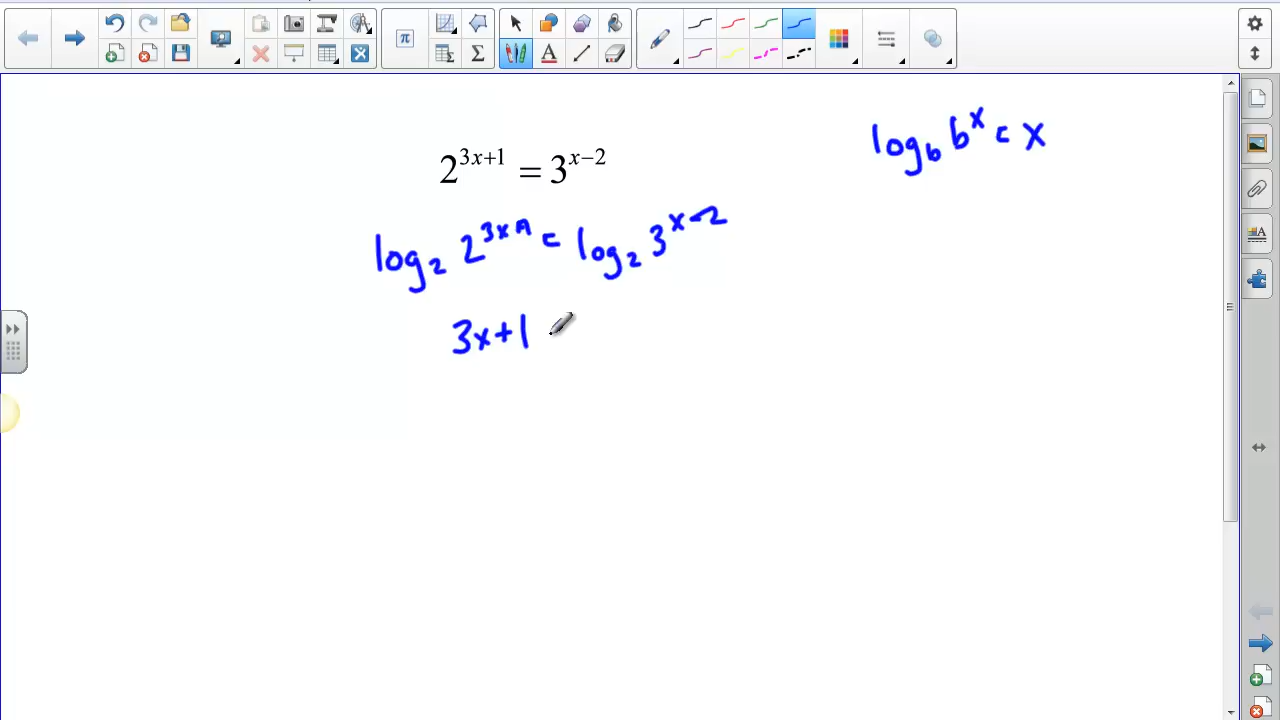 2^{3x+1} = 3^{x-2}
log_b b^x = x
log_2 2^{3x+1} = log_2 3^{x-2}
3x+1